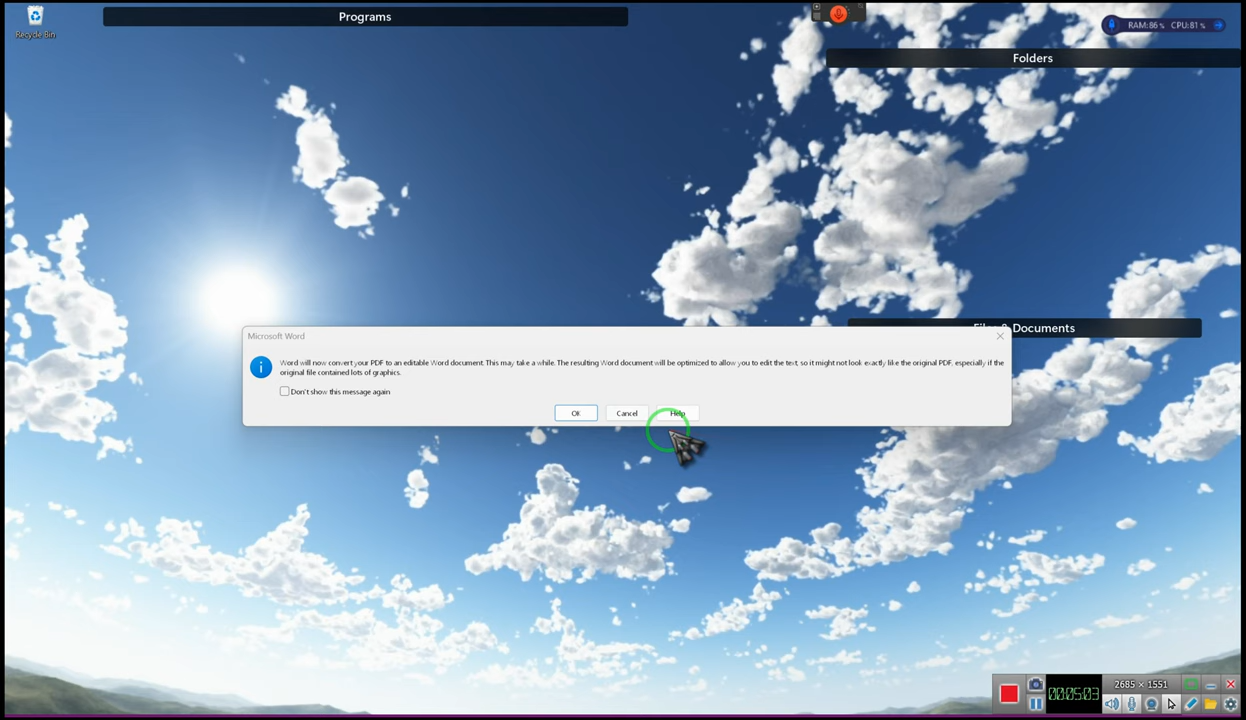 Programs
RAM:86% CPU:81%
Recycle Bin
Folders
Files & Documents
Microsoft Word
Word will now convert your PDF to an editable Word document. This may take a while. The resulting Word document will be optimized to allow you to edit the text, so it might not look exactly like the original PDF, especially if the
original file contained lots of graphics.
Don't show this message again
OK Cancel Help
00:05:03 2685 × 1551